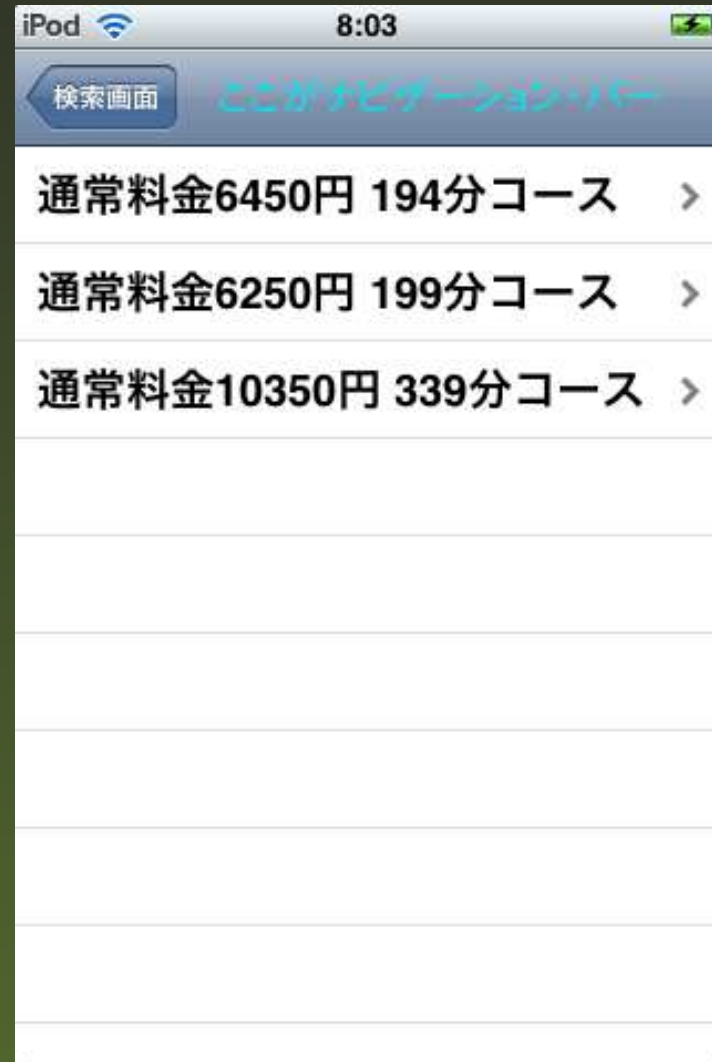 iPod 8:03
検索画面 ここがナビゲーション・バー
通常料金6450円 194分コース
通常料金6250円 199分コース
通常料金10350円 339分コース